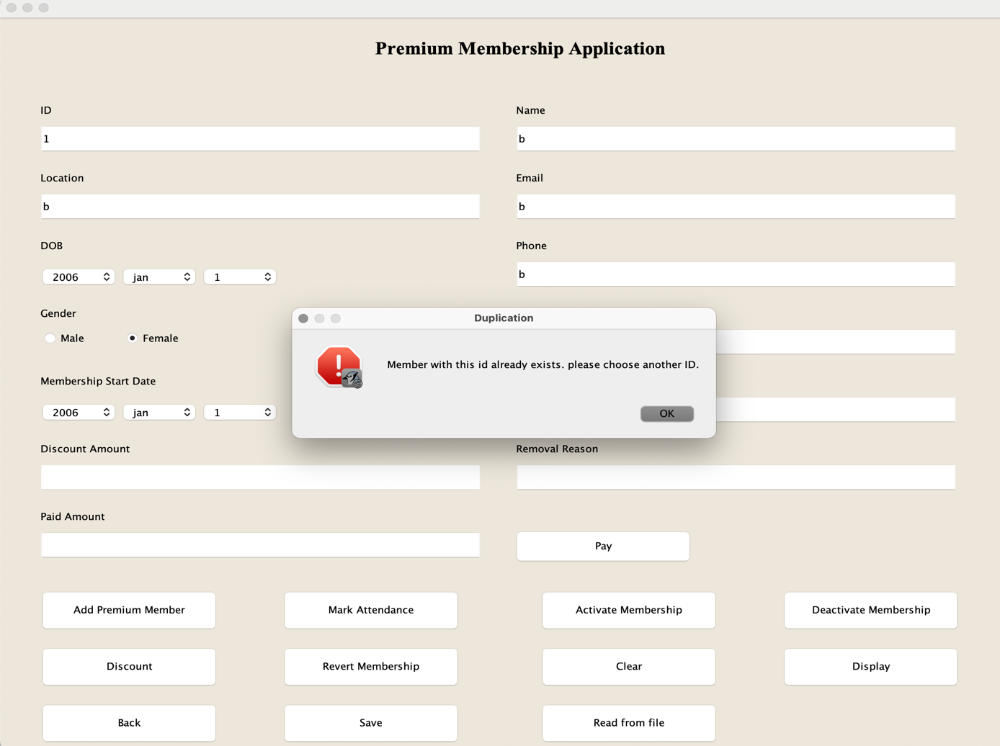 Premium Membership Application
ID
Name
1
b
Location
Email
b
b
DOB
Phone
2006 jan 1
b
Gender
Male Female
Duplication
Member with this id already exists. please choose another ID.
OK
Membership Start Date
2006 jan 1
Discount Amount
Removal Reason
Paid Amount
Pay
Add Premium Member
Mark Attendance
Activate Membership
Deactivate Membership
Discount
Revert Membership
Clear
Display
Back
Save
Read from file